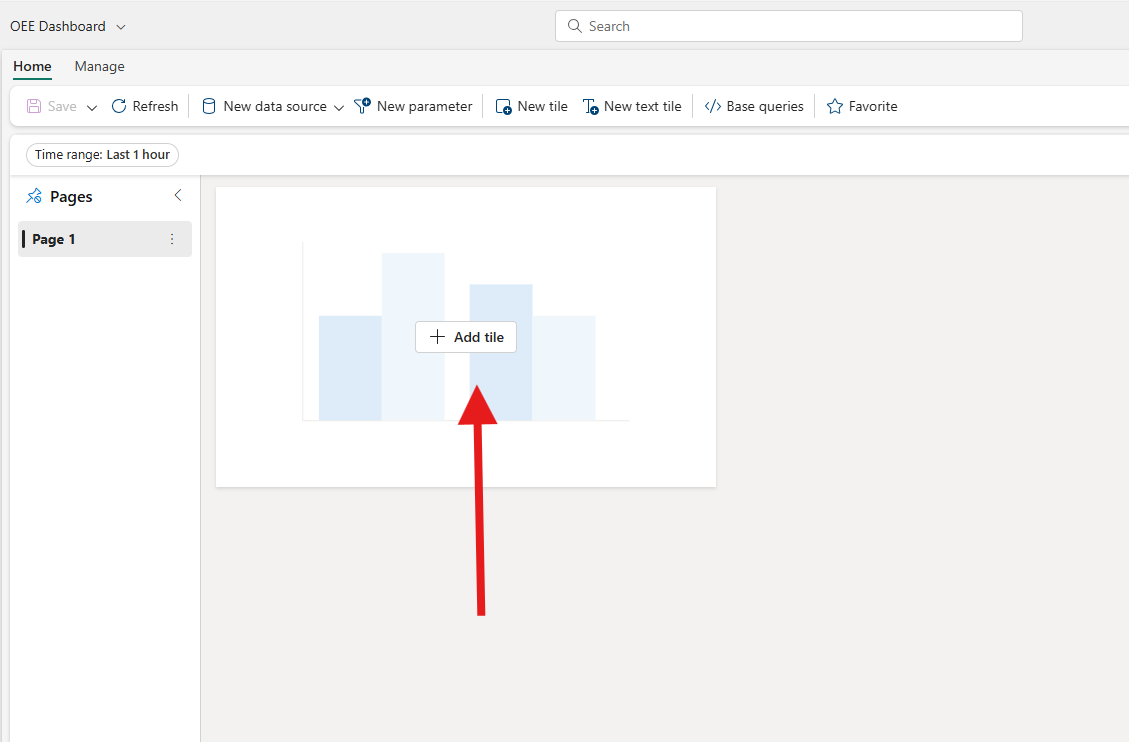 OEE Dashboard
Search
Home Manage
Save Refresh New data source New parameter New tile New text tile Base queries Favorite
Time range: Last 1 hour
Pages
Page 1
Add tile